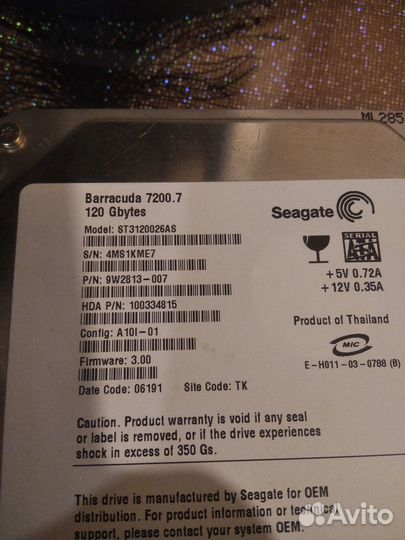 ML285
Barracuda 7200.7
120 Gbytes
Model: ST3120026AS
S/N: 4MS1KME7
P/N: 9W2813-007
HDA P/N: 100334815
Config: A10I-01
Firmware: 3.00
Date Code: 06191 Site Code: TK
Seagate
SERIAL
ATA
+5V 0.72A
+12V 0.35A
Product of Thailand
MIC
E-H011-03-0788 (B)
Caution: Product warranty is void if any seal
or label is removed, or if the drive experiences
shock in excess of 350 Gs.
This drive is manufactured by Seagate for OEM
distribution. For product information or technical
support, please contact your system OEM.
Avito